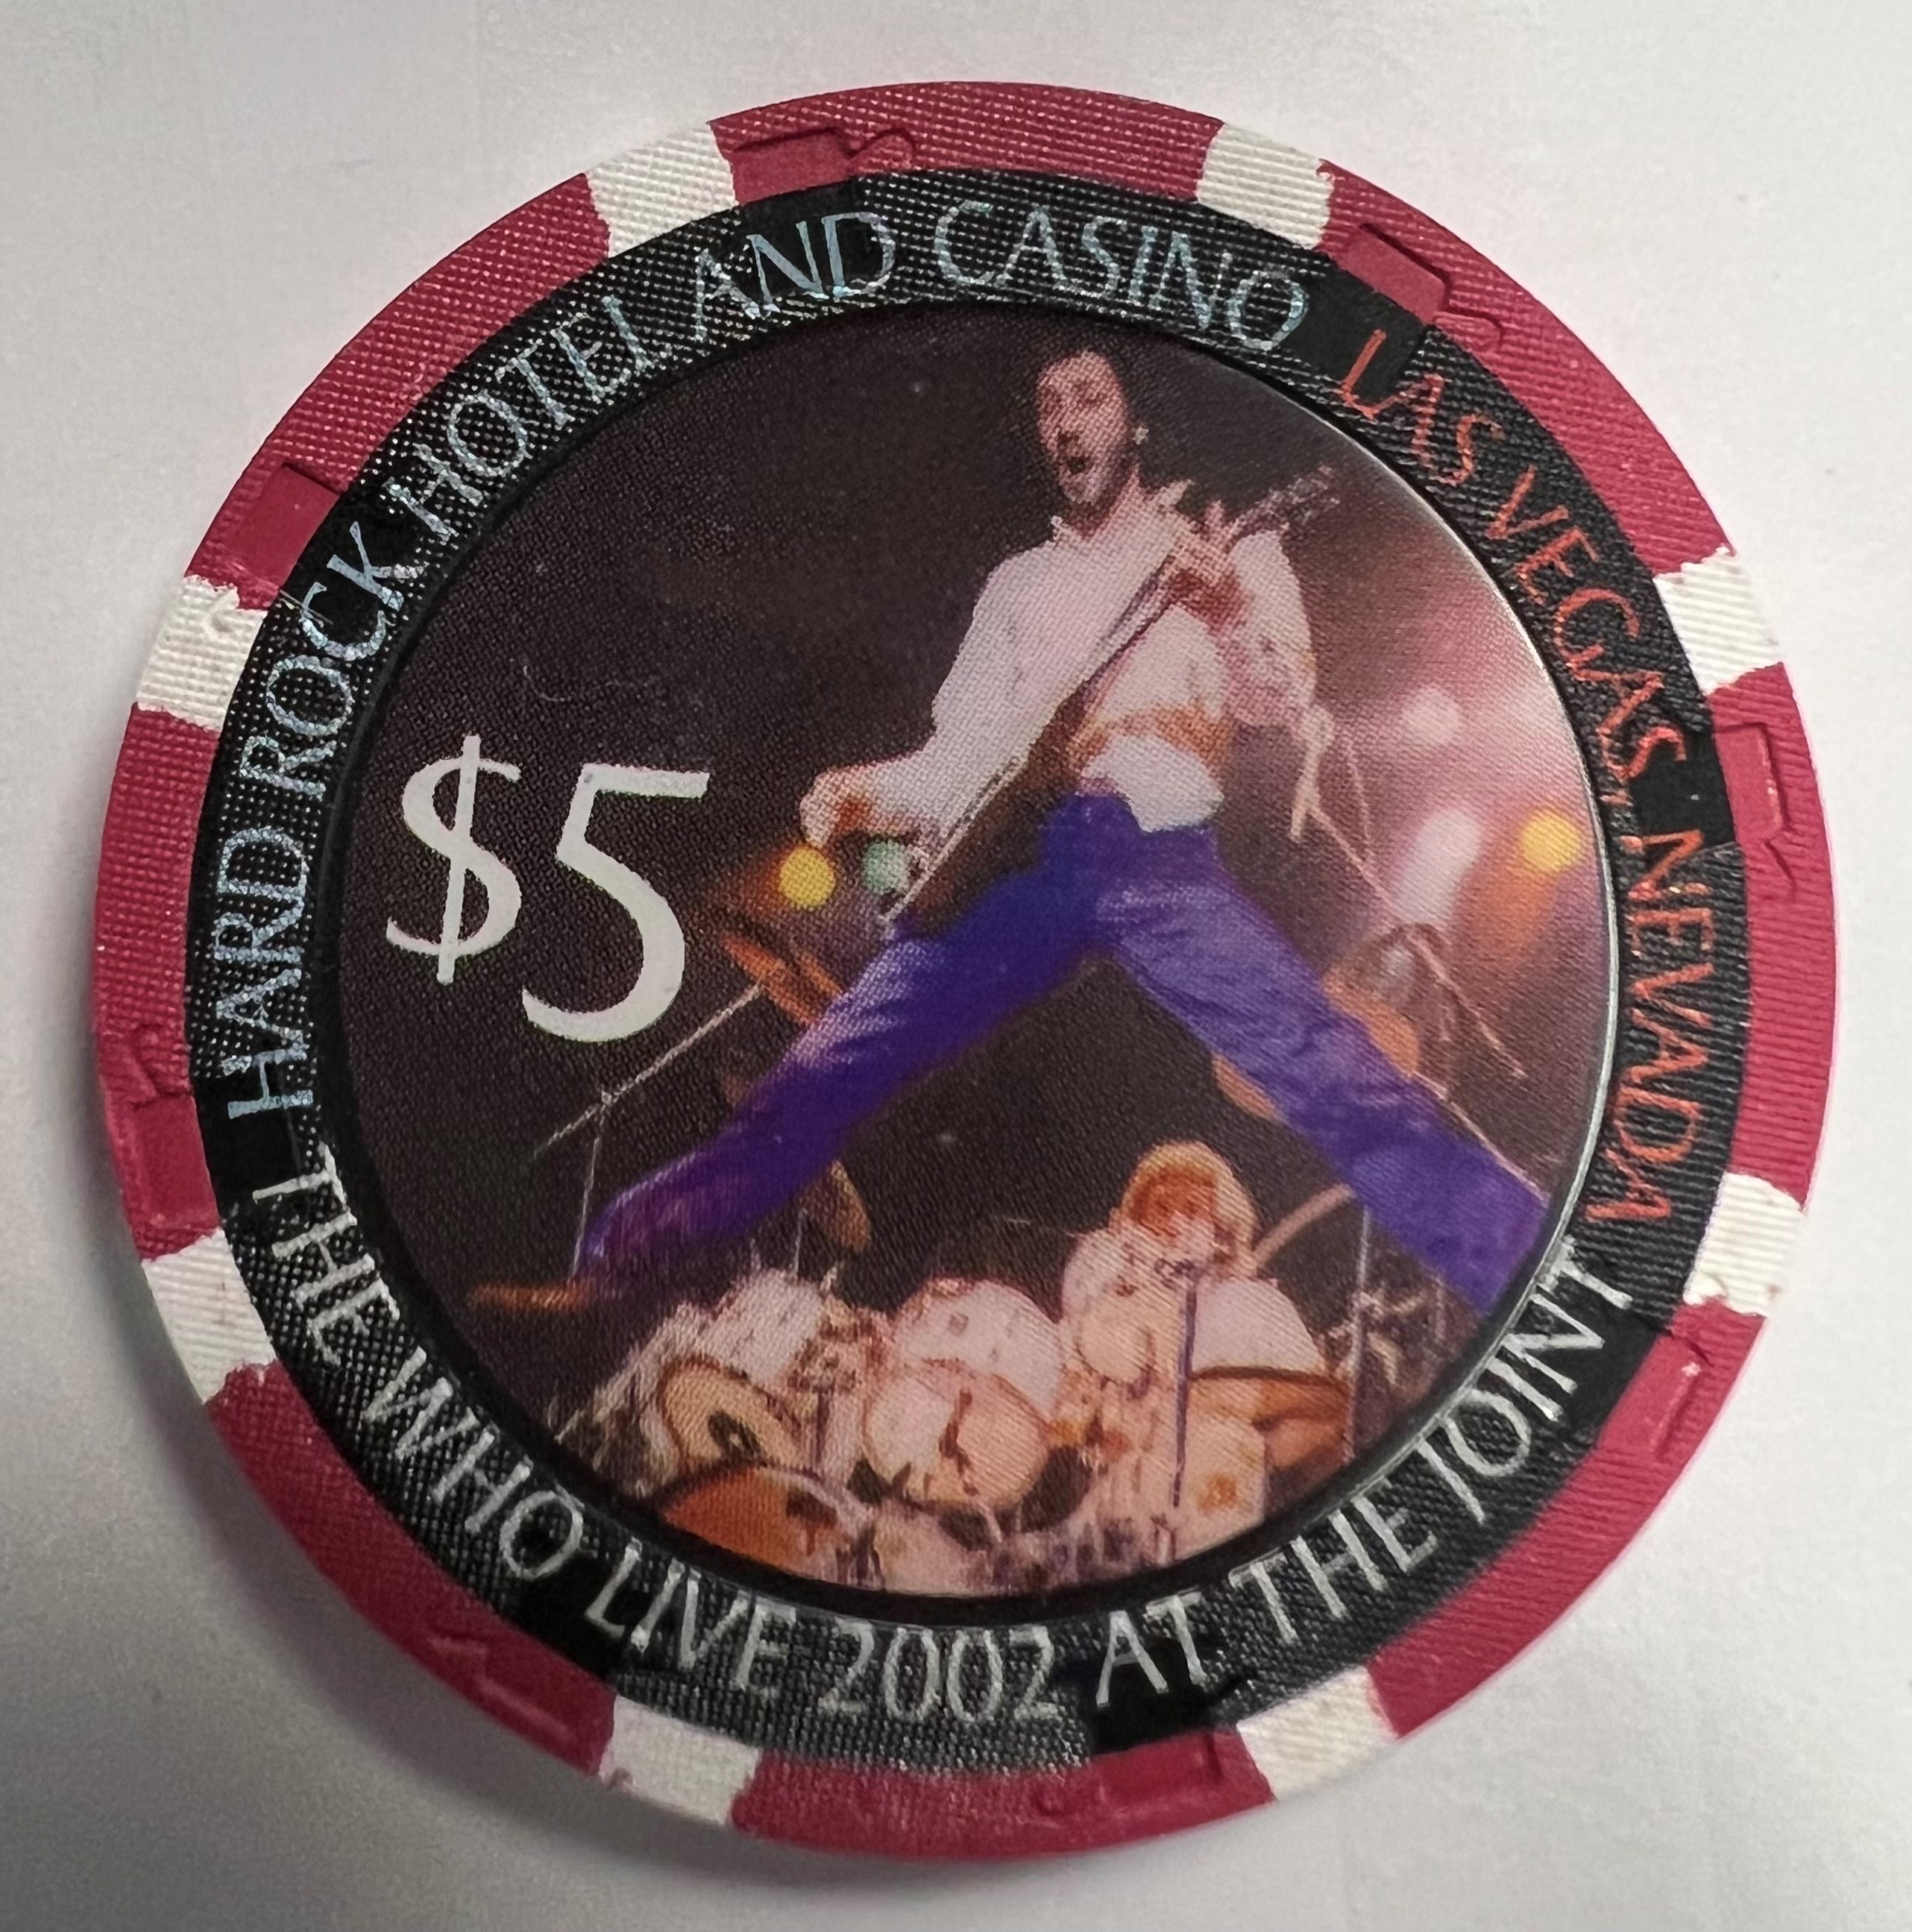 HARD ROCK HOTEL AND CASINO LAS VEGAS, NEVADA
$5
THE WHO LIVE 2002 AT THE JOINT